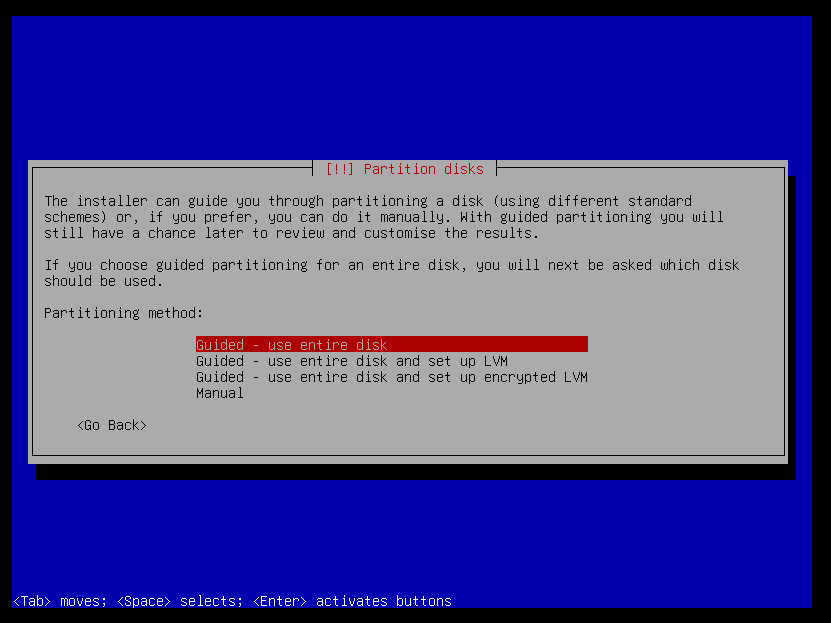 [!!] Partition disks
The installer can guide you through partitioning a disk (using different standard
schemes) or, if you prefer, you can do it manually. With guided partitioning you will
still have a chance later to review and customise the results.
If you choose guided partitioning for an entire disk, you will next be asked which disk
should be used.
Partitioning method:
Guided - use entire disk
Guided - use entire disk and set up LVM
Guided - use entire disk and set up encrypted LVM
Manual
<Go Back>
<Tab> moves; <Space> selects; <Enter> activates buttons